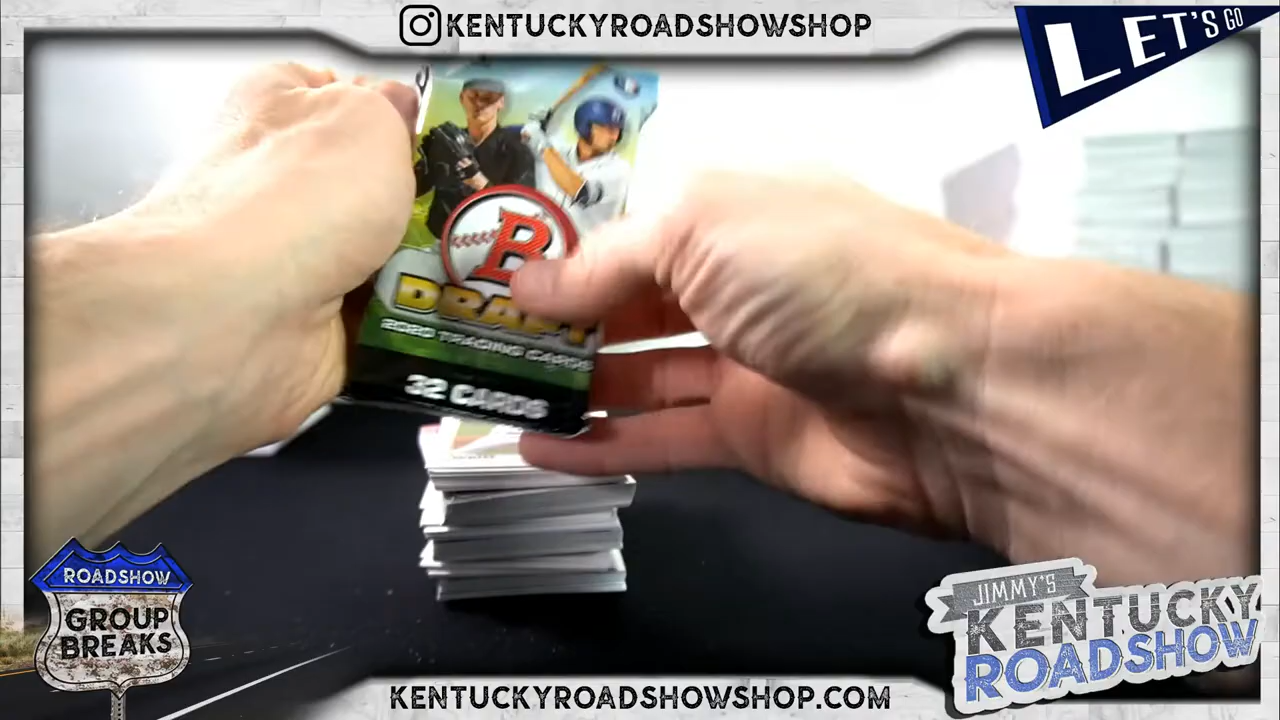 KENTUCKYROADSHOWSHOP
LET'S GO
B
DRAFT
2020 TRADING CARDS
32 CARDS
ROADSHOW
GROUP
BREAKS
JIMMY'S
KENTUCKY
ROADSHOW
KENTUCKYROADSHOWSHOP.COM